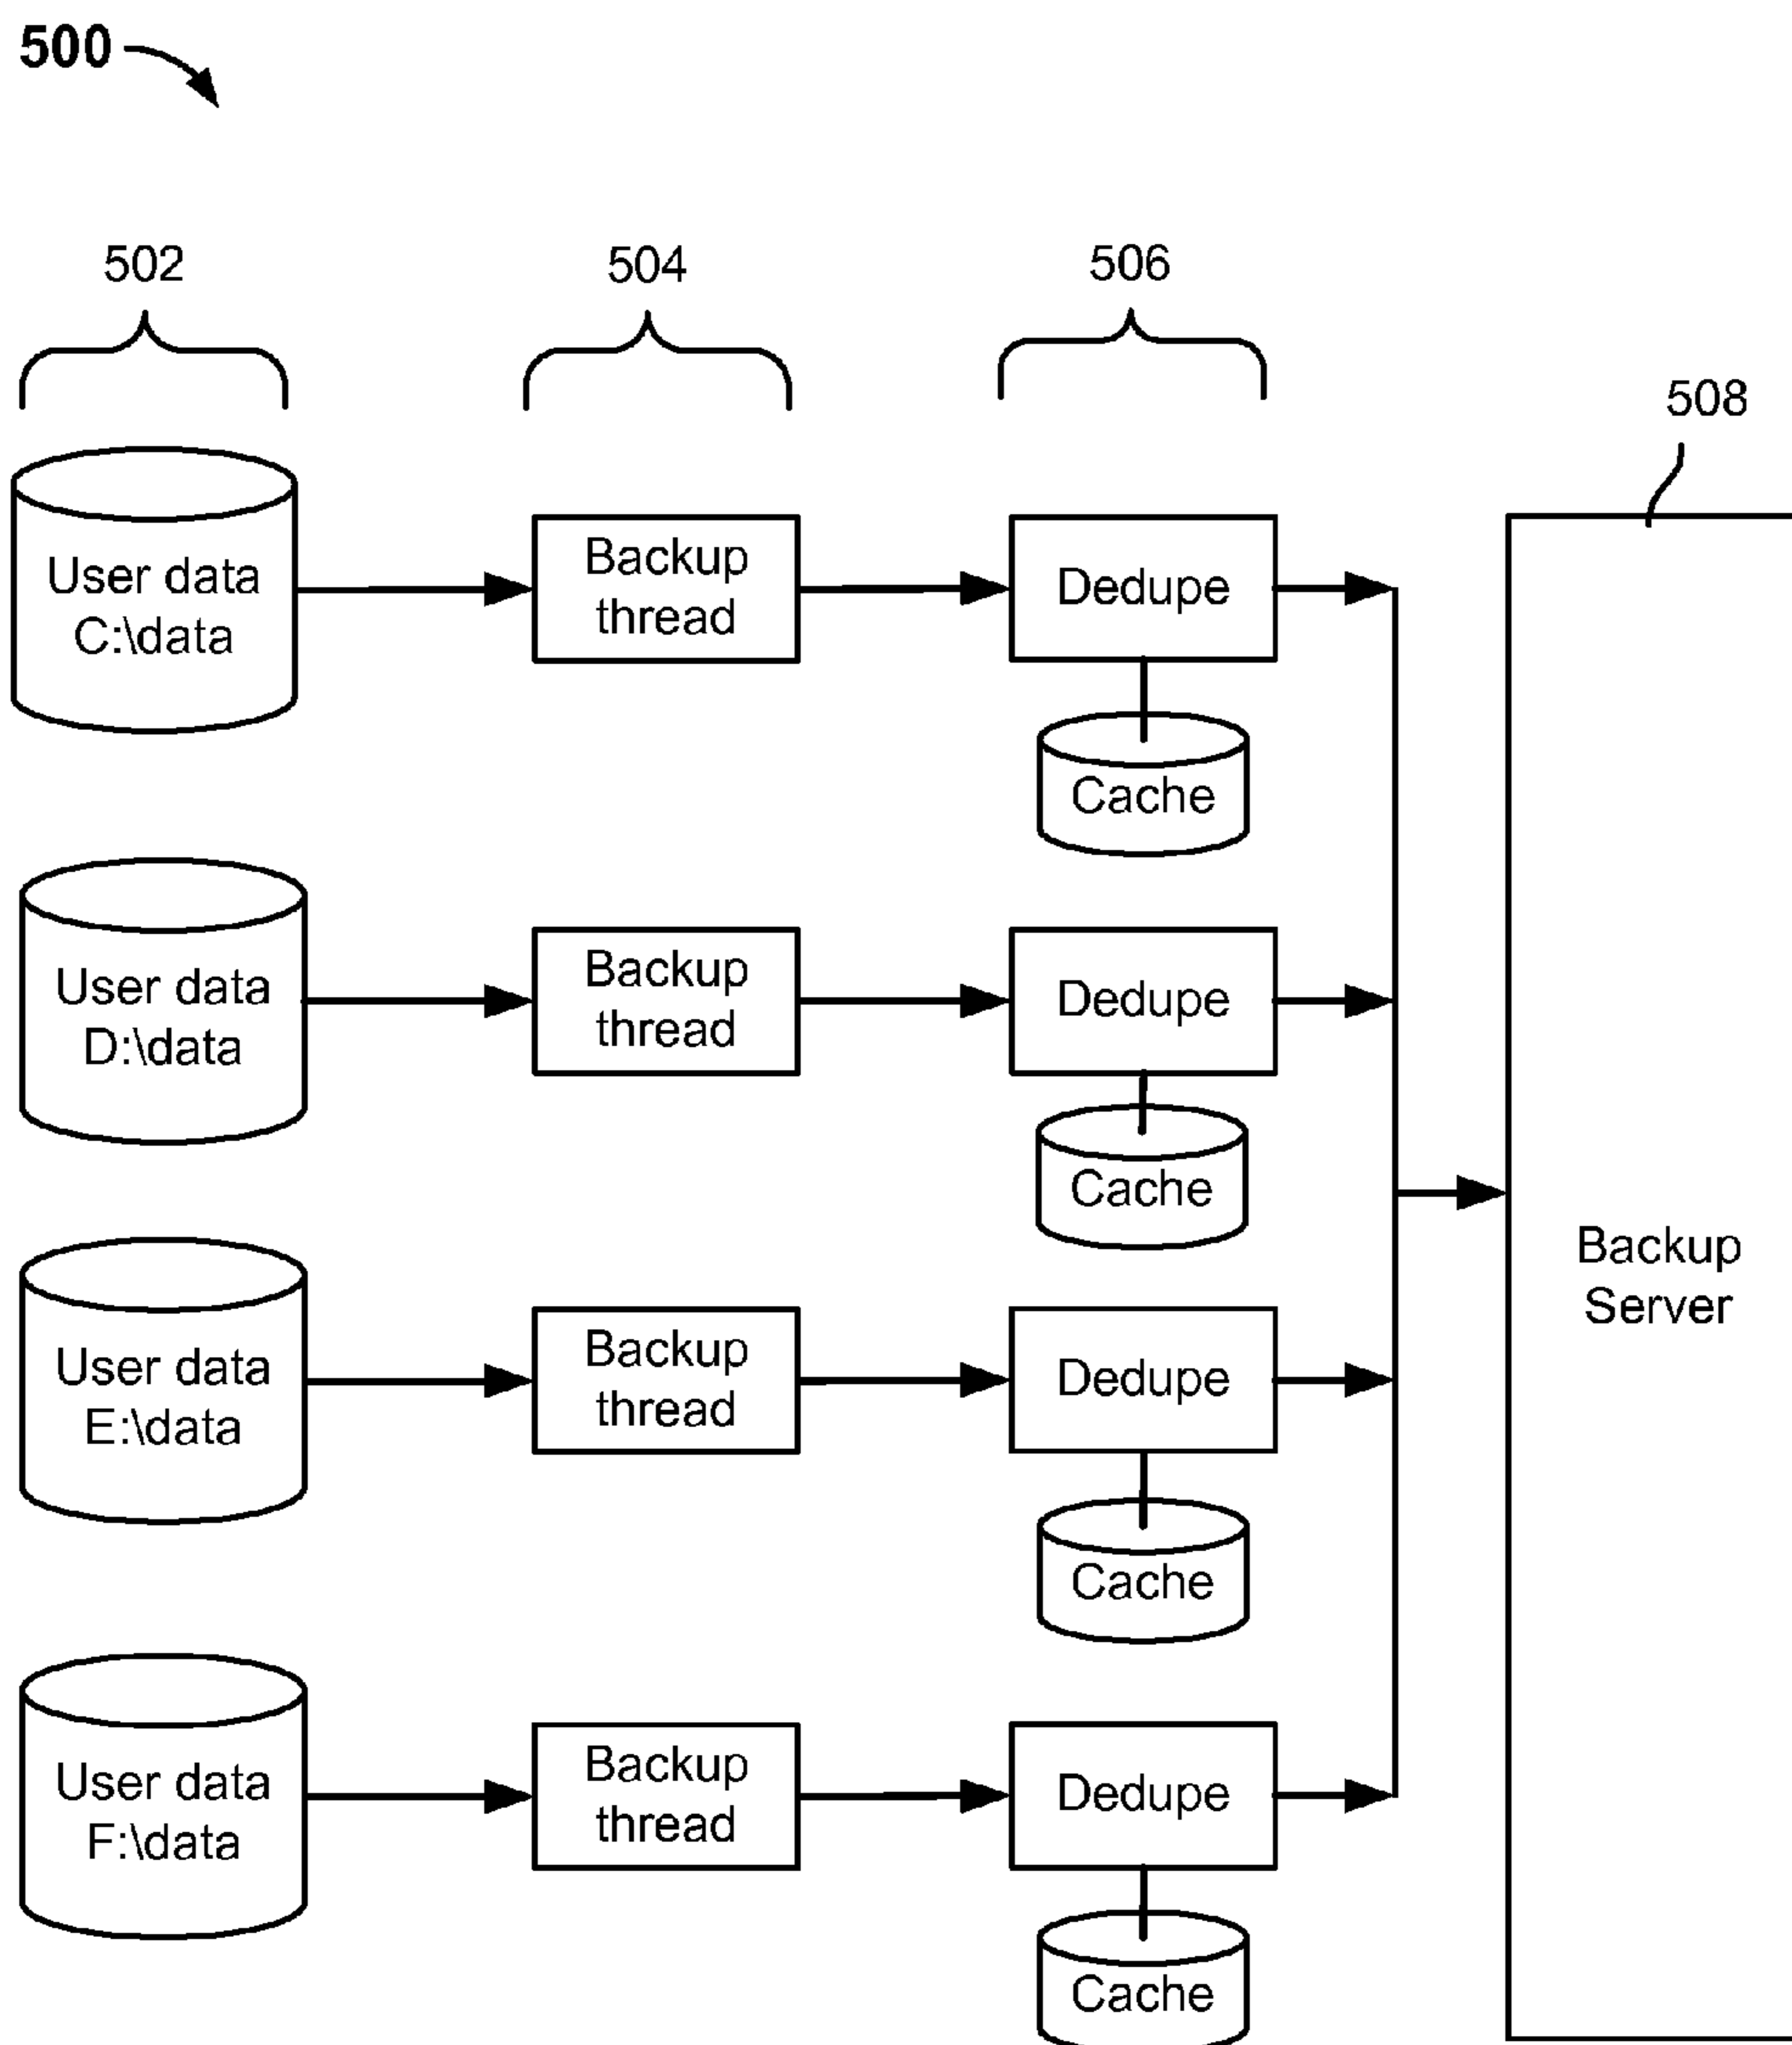 500
502
504
506
508
User data
C:\data
Backup
thread
Dedupe
Cache
User data
D:\data
Backup
thread
Dedupe
Cache
Backup
Server
User data
E:\data
Backup
thread
Dedupe
Cache
User data
F:\data
Backup
thread
Dedupe
Cache